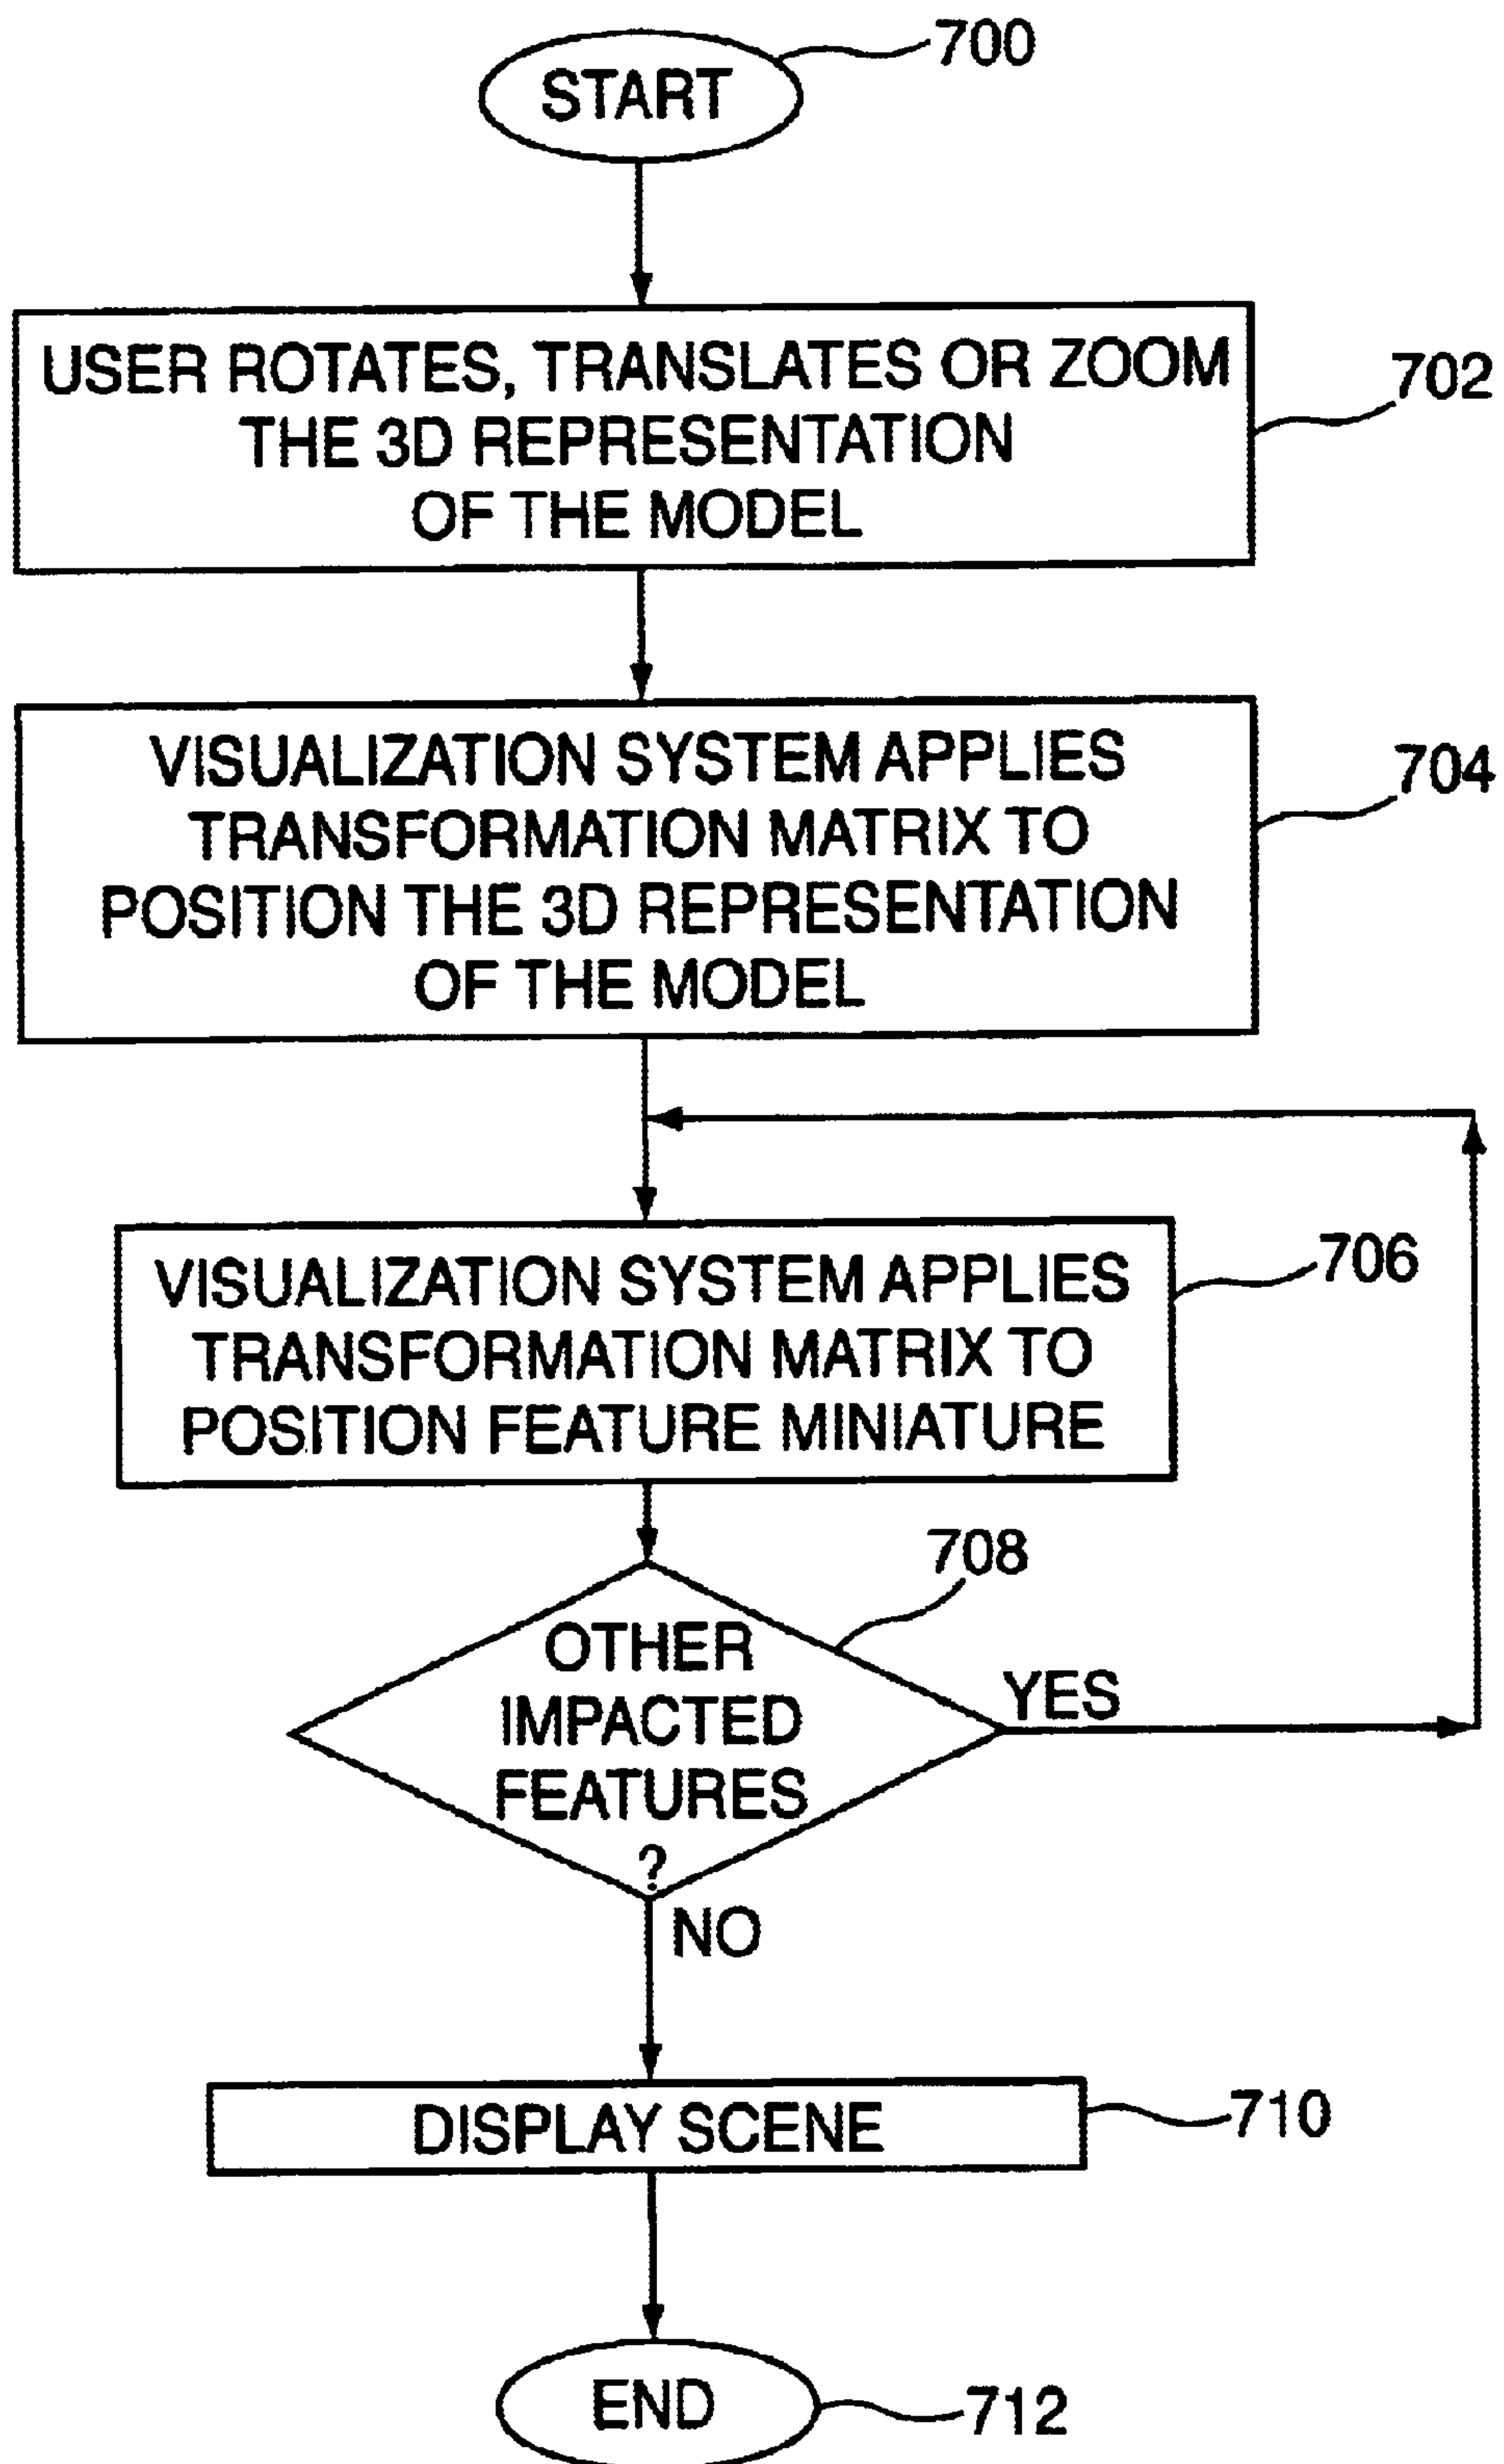 700
START
USER ROTATES, TRANSLATES OR ZOOM
THE 3D REPRESENTATION
OF THE MODEL
702
VISUALIZATION SYSTEM APPLIES
TRANSFORMATION MATRIX TO
POSITION THE 3D REPRESENTATION
OF THE MODEL
704
VISUALIZATION SYSTEM APPLIES
TRANSFORMATION MATRIX TO
POSITION FEATURE MINIATURE
706
708
OTHER
IMPACTED
FEATURES
?
YES
NO
DISPLAY SCENE
710
END
712